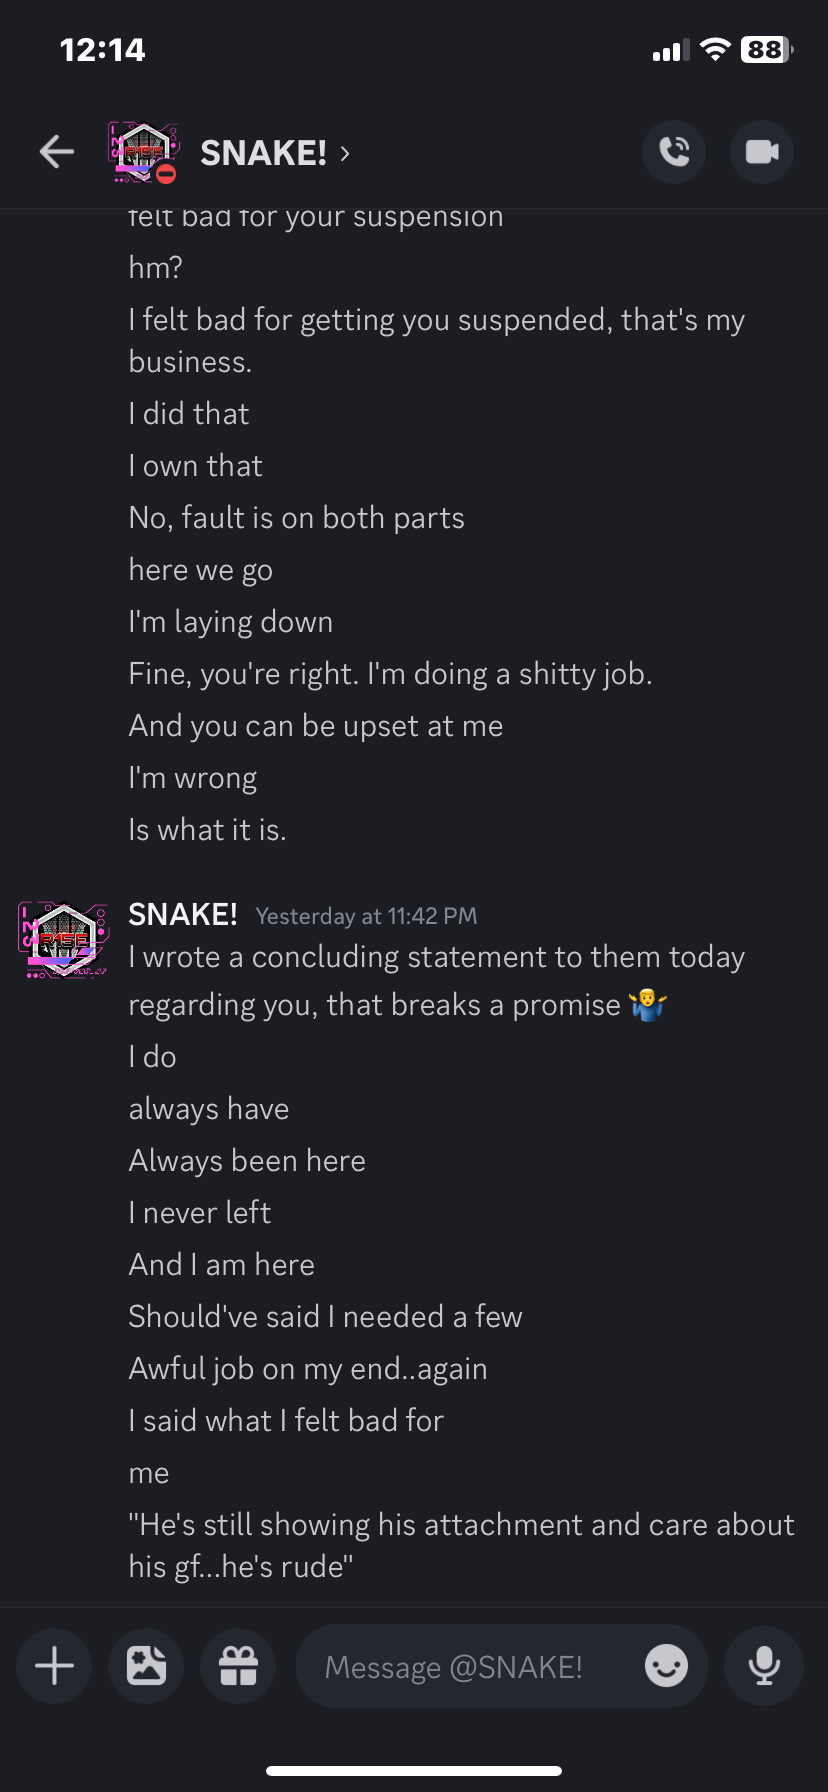 12:14
88
SNAKE! ›
felt bad for your suspension
hm?
I felt bad for getting you suspended, that's my
business.
I did that
I own that
No, fault is on both parts
here we go
I'm laying down
Fine, you're right. I'm doing a shitty job.
And you can be upset at me
I'm wrong
Is what it is.
SNAKE! Yesterday at 11:42 PM
I wrote a concluding statement to them today
regarding you, that breaks a promise 🤷‍♂️
I do
always have
Always been here
I never left
And I am here
Should've said I needed a few
Awful job on my end..again
I said what I felt bad for
me
"He's still showing his attachment and care about
his gf...he's rude"
Message @SNAKE!